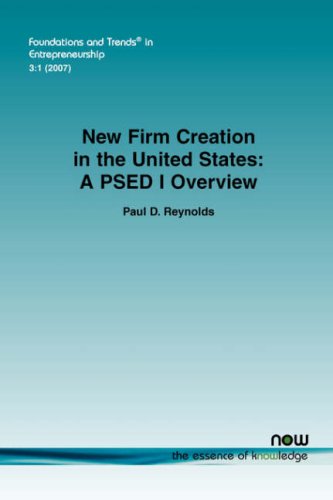 Foundations and Trends® in
Entrepreneurship
3:1 (2007)
New Firm Creation
in the United States:
A PSED I Overview
Paul D. Reynolds
now
the essence of knowledge